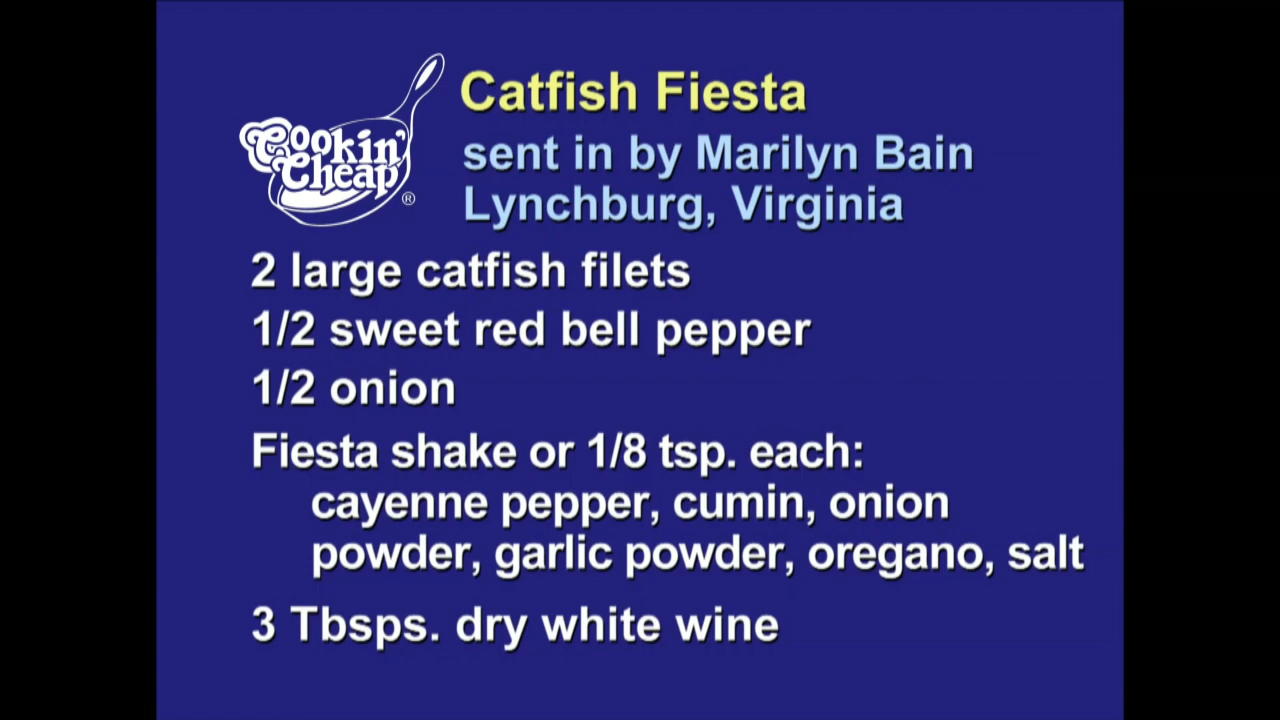 Cookin'
Cheap
®
Catfish Fiesta
sent in by Marilyn Bain
Lynchburg, Virginia
2 large catfish filets
1/2 sweet red bell pepper
1/2 onion
Fiesta shake or 1/8 tsp. each:
cayenne pepper, cumin, onion
powder, garlic powder, oregano, salt
3 Tbsps. dry white wine